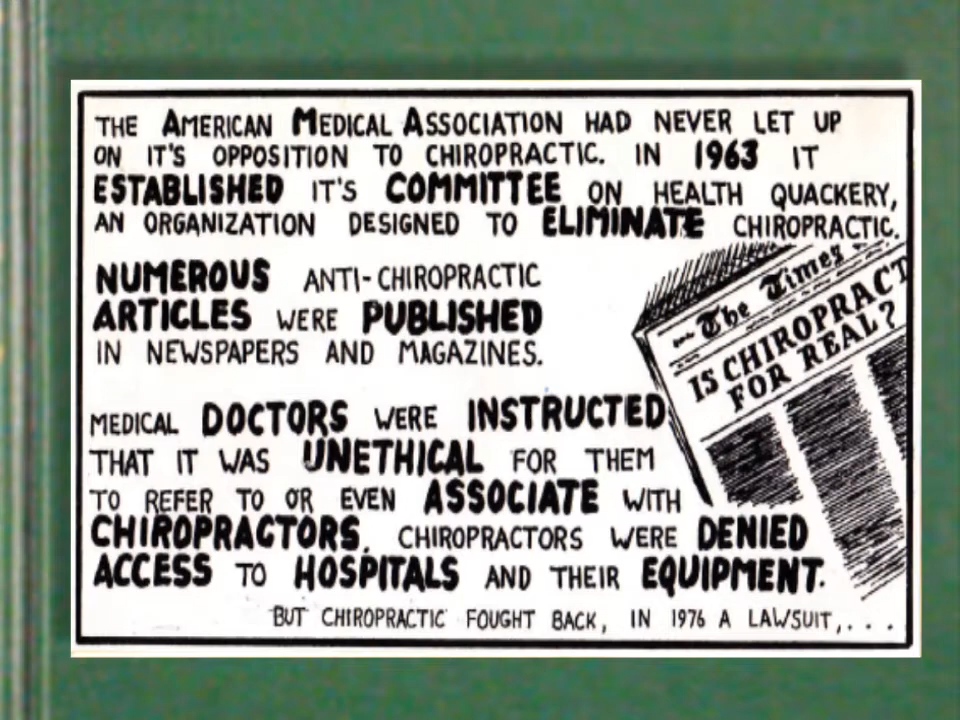 THE AMERICAN MEDICAL ASSOCIATION HAD NEVER LET UP
ON IT'S OPPOSITION TO CHIROPRACTIC. IN 1963 IT
ESTABLISHED IT'S COMMITTEE ON HEALTH QUACKERY,
AN ORGANIZATION DESIGNED TO ELIMINATE CHIROPRACTIC.
NUMEROUS ANTI-CHIROPRACTIC
ARTICLES WERE PUBLISHED
IN NEWSPAPERS AND MAGAZINES.
The Times
IS CHIROPRACT
FOR REAL?
MEDICAL DOCTORS WERE INSTRUCTED
THAT IT WAS UNETHICAL FOR THEM
TO REFER TO OR EVEN ASSOCIATE WITH
CHIROPRACTORS. CHIROPRACTORS WERE DENIED
ACCESS TO HOSPITALS AND THEIR EQUIPMENT.
BUT CHIROPRACTIC FOUGHT BACK, IN 1976 A LAWSUIT,...